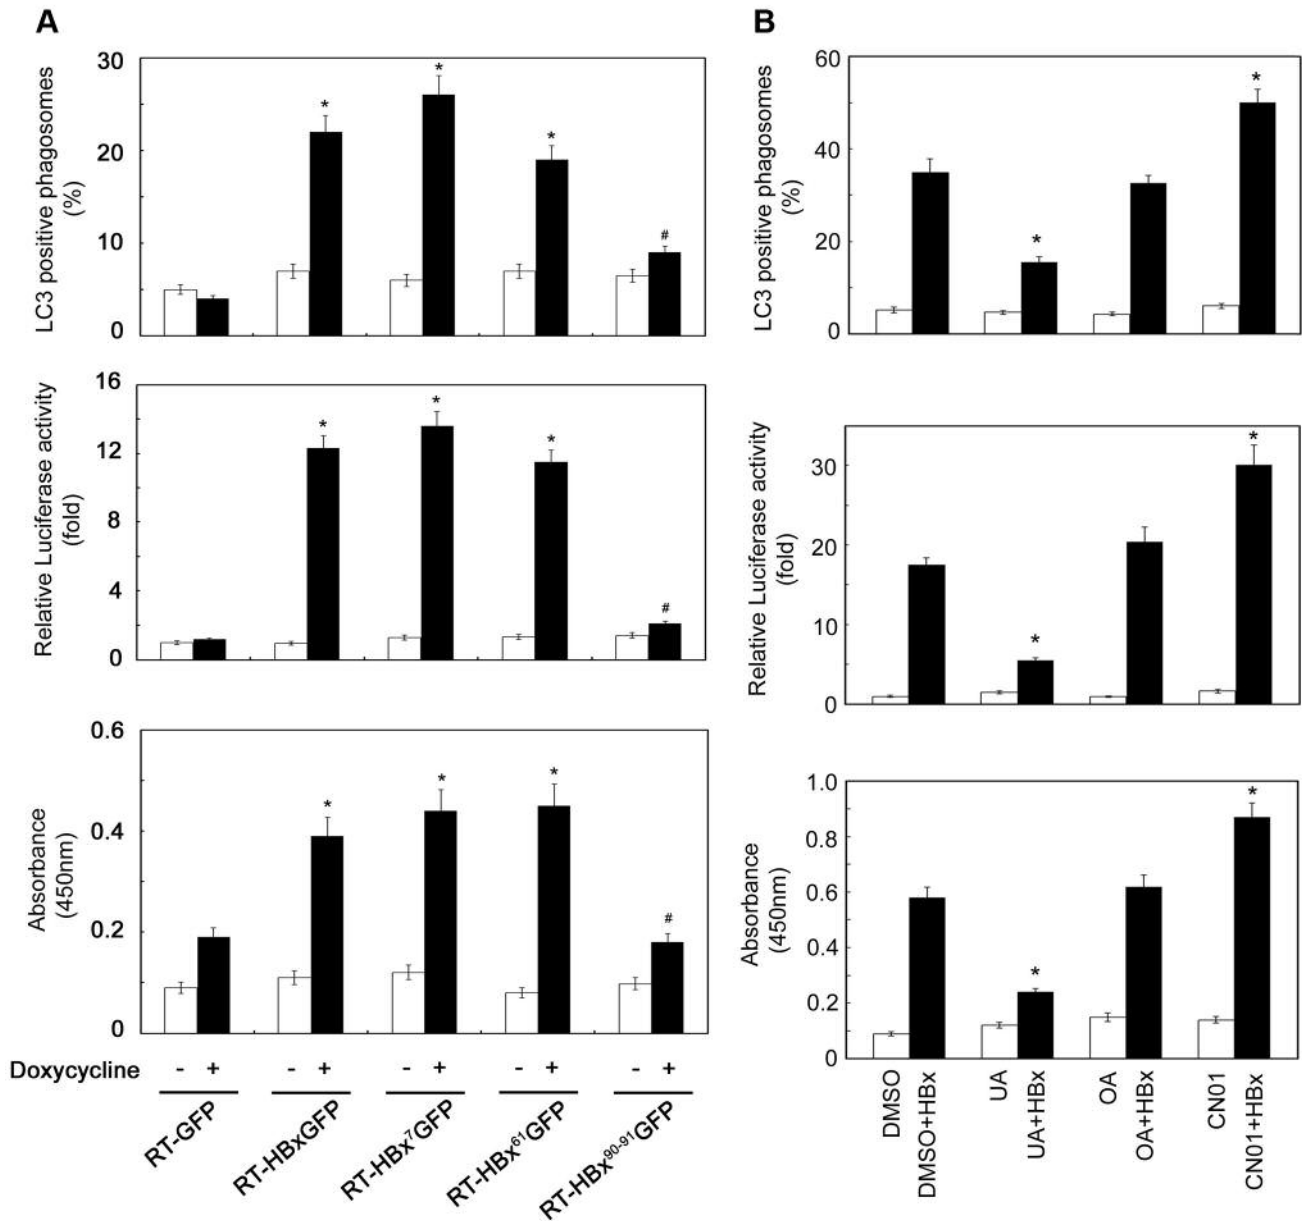 A
LC3 positive phagosomes
(%)
30
20
10
0
*
*
*
#
Relative Luciferase activity
(fold)
16
12
8
4
0
*
*
*
#
Absorbance
(450nm)
0.6
0.4
0.2
0
*
*
*
#
Doxycycline - + - + - + - + - +
RT-GFP
RT-HBxGFP
RT-HBx⁷GFP
RT-HBx⁶¹GFP
RT-HBx⁹⁰⁻⁹¹GFP
B
LC3 positive phagosomes
(%)
60
40
20
0
*
*
Relative Luciferase activity
(fold)
30
20
10
0
*
*
Absorbance
(450nm)
1.0
0.8
0.6
0.4
0.2
0
*
*
DMSO
DMSO+HBx
UA
UA+HBx
OA
OA+HBx
CN01
CN01+HBx